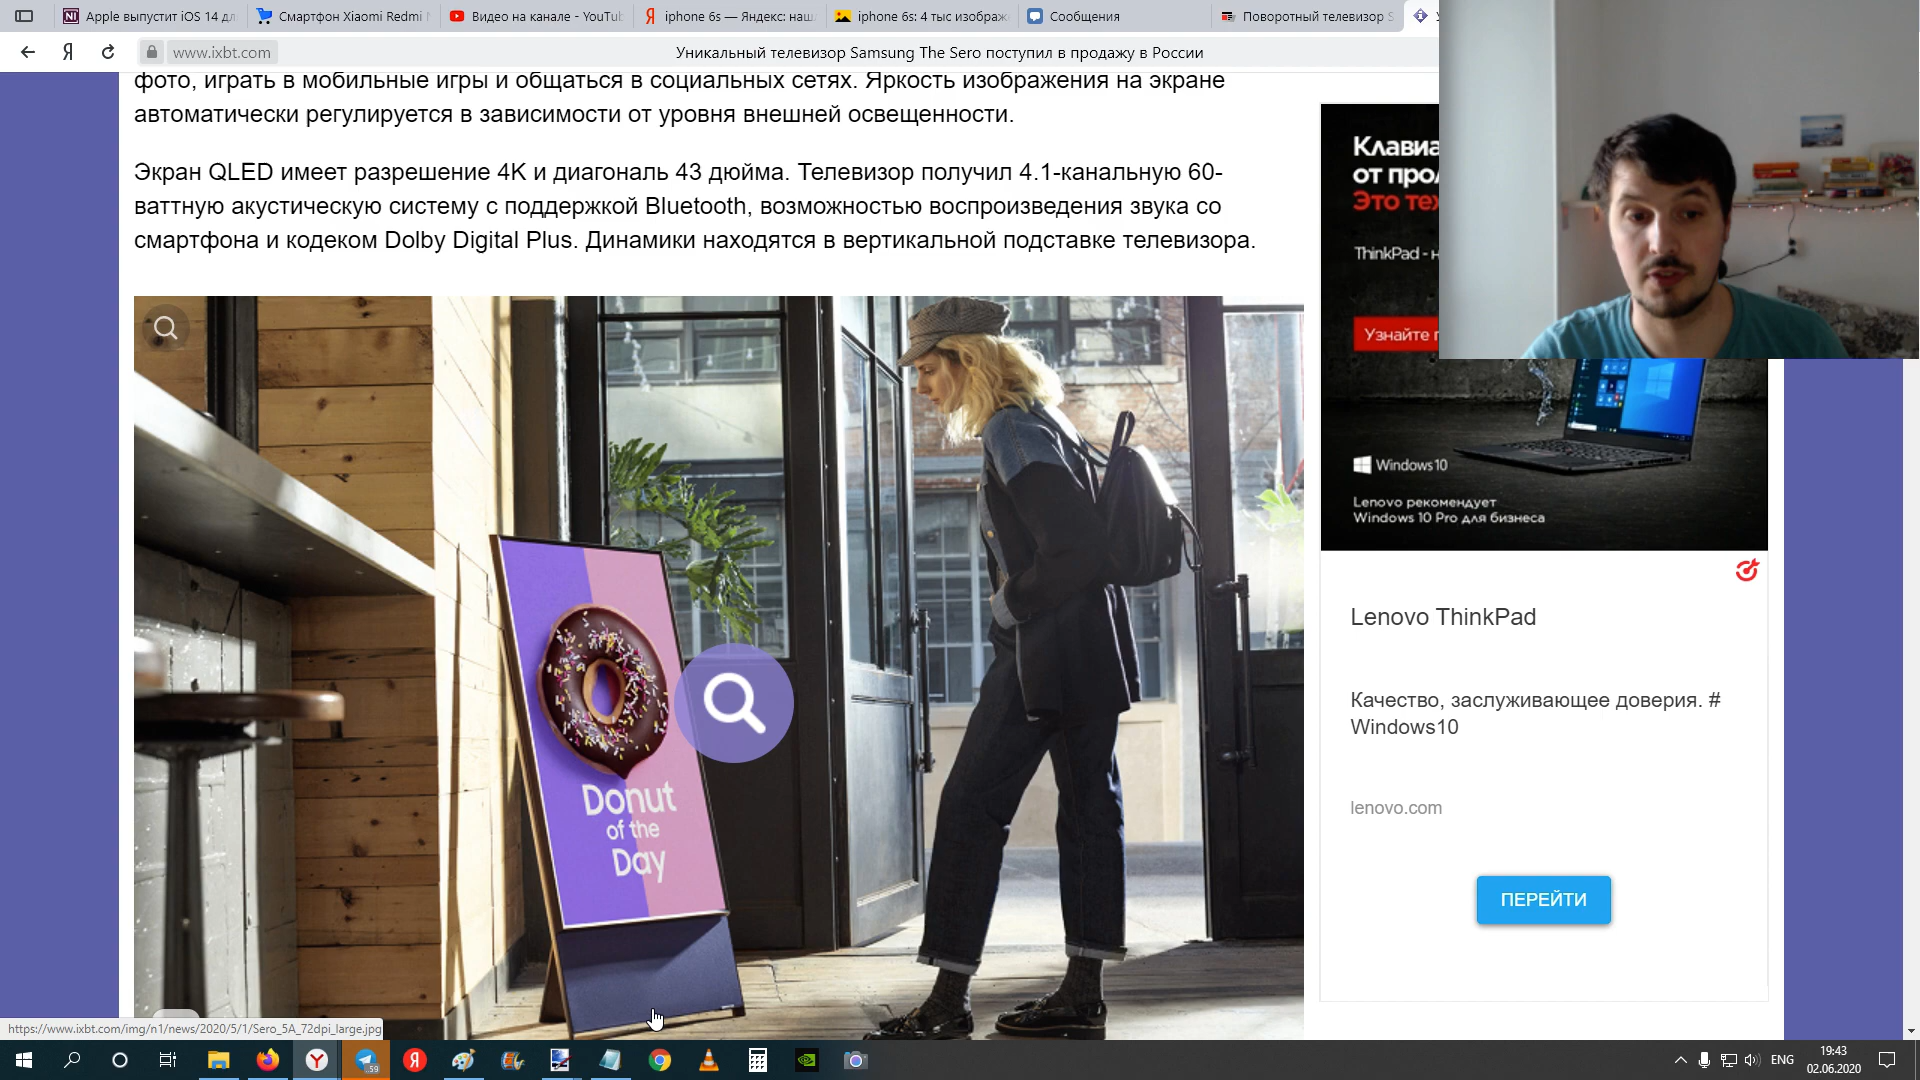 Apple выпустит iOS 14 дл
Смартфон Xiaomi Redmi
Видео на канале - YouTu
iphone 6s — Яндекс: наш
iphone 6s: 4 тыс изображ
Сообщения
Поворотный телевизор S
www.ixbt.com
Уникальный телевизор Samsung The Sero поступил в продажу в России
фото, играть в мобильные игры и общаться в социальных сетях. Яркость изображения на экране
автоматически регулируется в зависимости от уровня внешней освещенности.
Экран QLED имеет разрешение 4K и диагональ 43 дюйма. Телевизор получил 4.1-канальную 60-
ваттную акустическую систему с поддержкой Bluetooth, возможностью воспроизведения звука со
смартфона и кодеком Dolby Digital Plus. Динамики находятся в вертикальной подставке телевизора.
Donut
of the
Day
Клавиа
от про
Это те
ThinkPad - н
Узнайте
Windows 10
Lenovo рекомендует
Windows 10 Pro для бизнеса
Lenovo ThinkPad
Качество, заслуживающее доверия. #
Windows10
lenovo.com
ПЕРЕЙТИ
https://www.ixbt.com/img/n1/news/2020/5/1/Sero_5A_72dpi_large.jpg
.59
ENG
19:43
02.06.2020